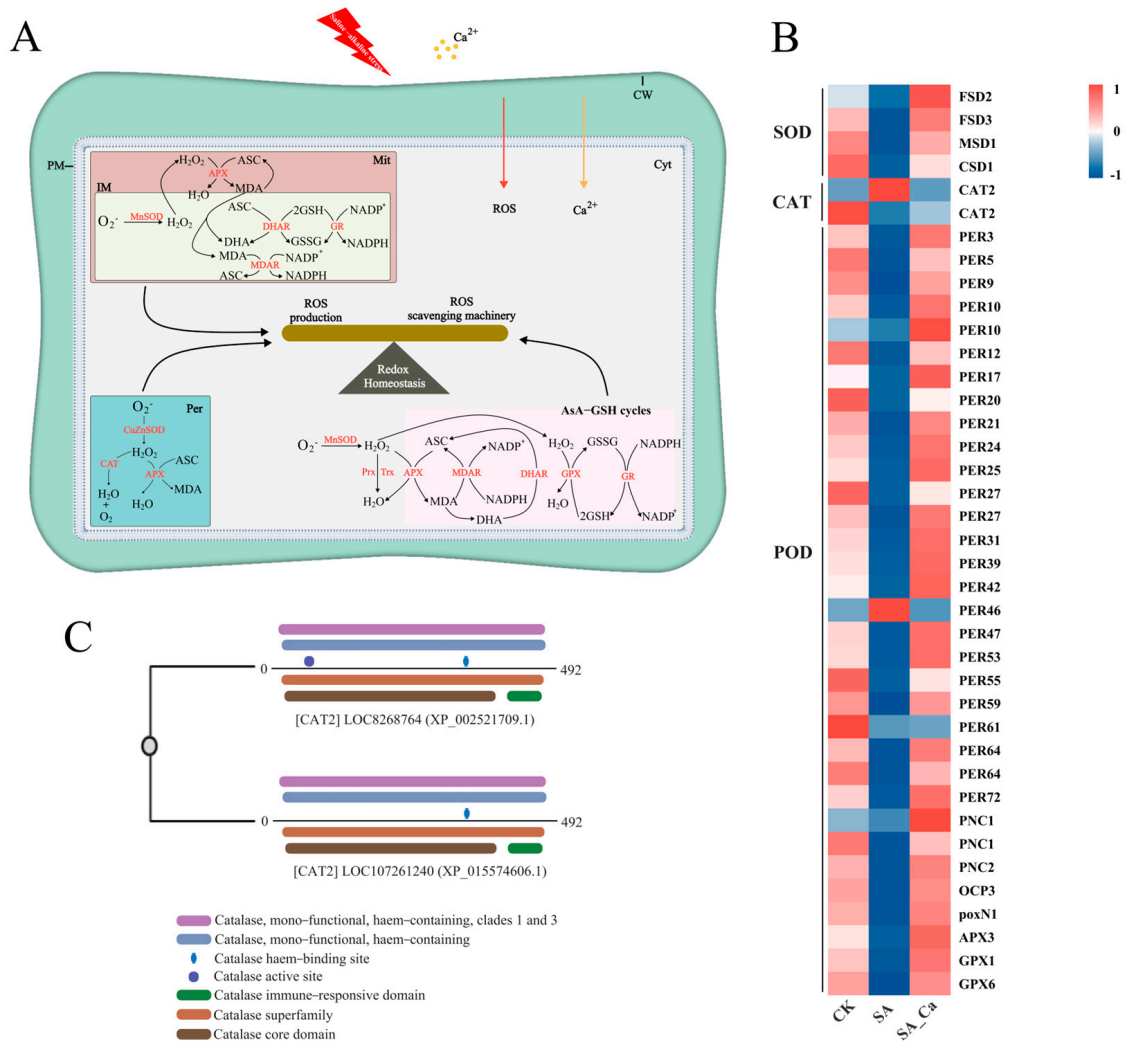 A
Saline-alkaline stress
Ca2+
CW
PM
Cyt
Mit
IM
H2O2
ASC
APX
H2O
MDA
O2-
MnSOD
H2O2
ASC
2GSH
NADP+
DHAR
GR
DHA
GSSG
NADPH
MDA
NADP+
MDAR
ASC
NADPH
ROS
Ca2+
ROS
production
ROS
scavenging machinery
Redox
Homeostasis
Per
O2-
CuZnSOD
CAT
H2O2
ASC
APX
H2O
+
O2
H2O
MDA
AsA-GSH cycles
O2-
MnSOD
H2O2
ASC
NADP+
H2O2
GSSG
NADPH
Prx
Trx
APX
MDAR
DHAR
GPX
GR
H2O
MDA
NADPH
DHA
H2O
2GSH
NADP+
B
1
0
-1
SOD
CAT
POD
FSD2
FSD3
MSD1
CSD1
CAT2
CAT2
PER3
PER5
PER9
PER10
PER10
PER12
PER17
PER20
PER21
PER24
PER25
PER27
PER27
PER31
PER39
PER42
PER46
PER47
PER53
PER55
PER59
PER61
PER64
PER64
PER72
PNC1
PNC1
PNC2
OCP3
poxN1
APX3
GPX1
GPX6
CK
SA
SA_Ca
C
0
492
[CAT2] LOC8268764 (XP_002521709.1)
0
492
[CAT2] LOC107261240 (XP_015574606.1)
Catalase, mono-functional, haem-containing, clades 1 and 3
Catalase, mono-functional, haem-containing
Catalase haem-binding site
Catalase active site
Catalase immune-responsive domain
Catalase superfamily
Catalase core domain